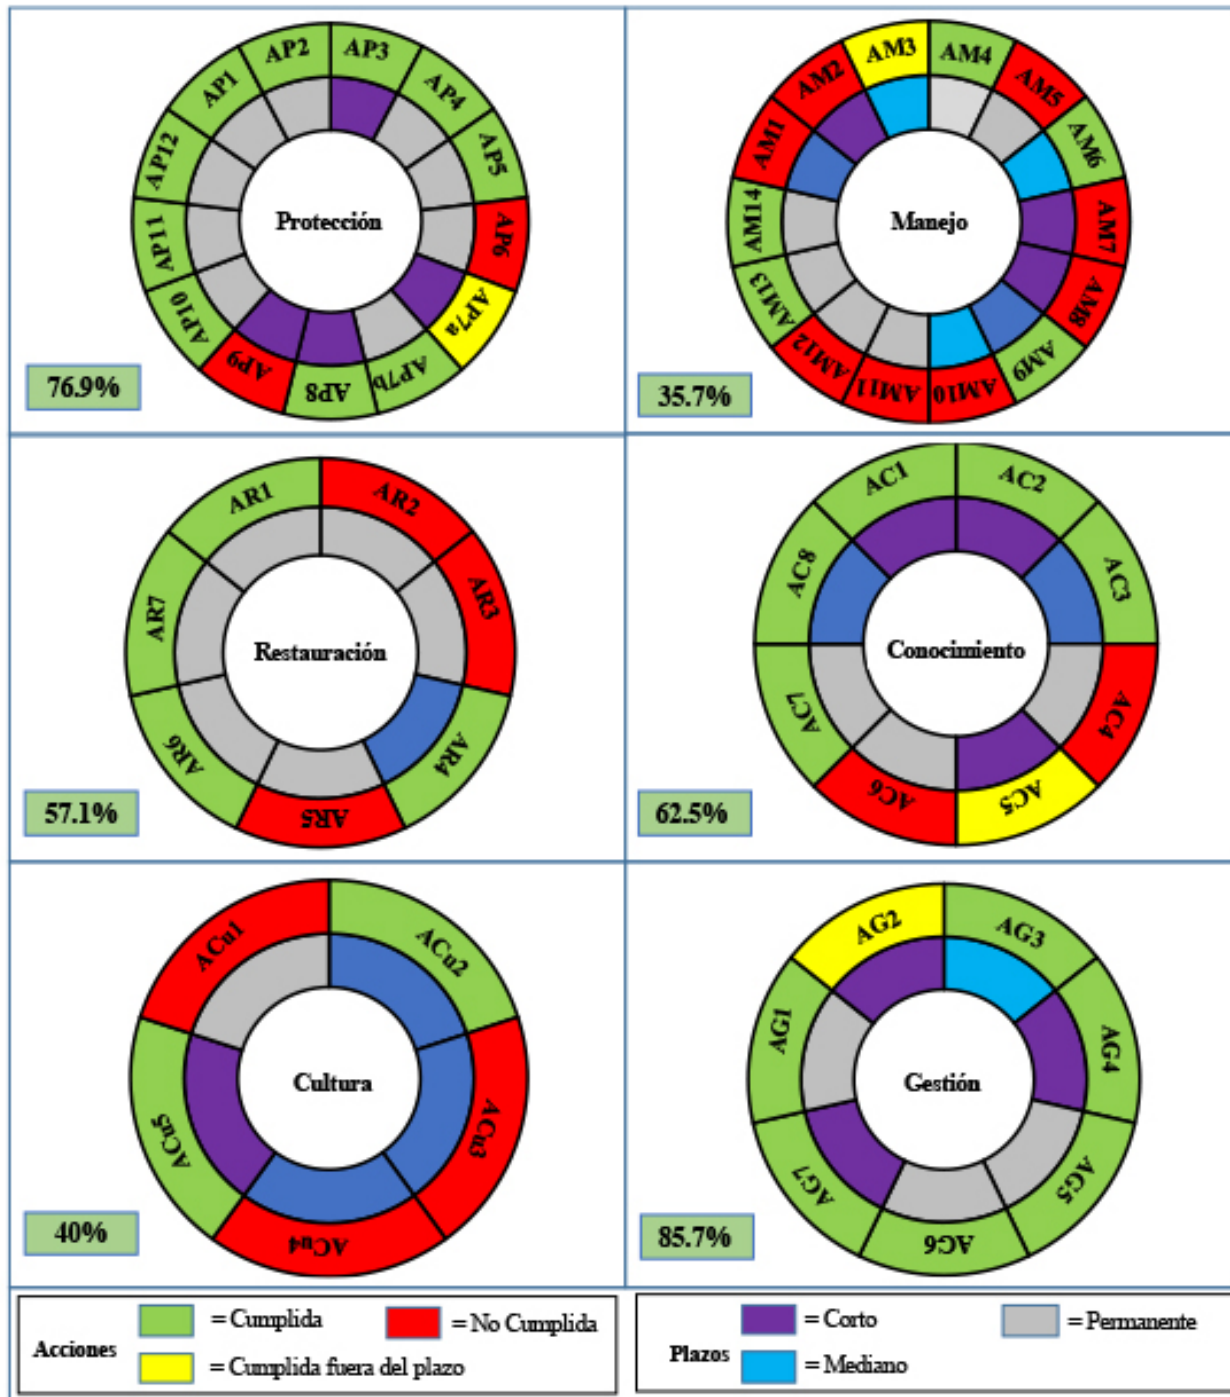 AP1
AP2
AP3
AP4
AP5
AP6
AP7a
AP7b
AP8
AP9
AP10
AP11
AP12
Protección
76.9%
AM1
AM2
AM3
AM4
AM5
AM6
AM7
AM8
AM9
AM10
AM11
AM12
AM13
AM14
Manejo
35.7%
AR1
AR2
AR3
AR4
AR5
AR6
AR7
Restauración
57.1%
AC1
AC2
AC3
AC4
AC5
AC6
AC7
AC8
Conocimiento
62.5%
ACu1
ACu2
ACu3
ACu4
ACu5
Cultura
40%
AG1
AG2
AG3
AG4
AG5
AG6
AG7
Gestión
85.7%
Acciones
= Cumplida
= No Cumplida
= Cumplida fuera del plazo
Plazos
= Corto
= Permanente
= Mediano